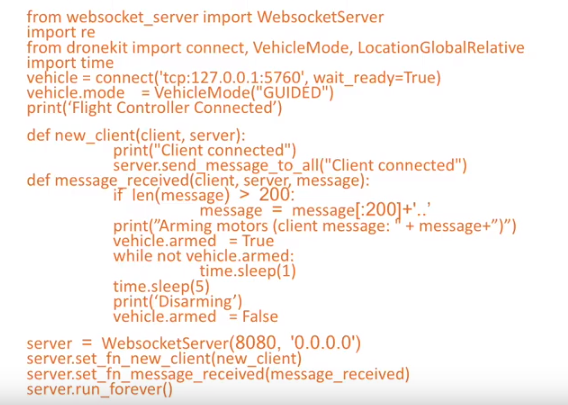 from websocket_server import WebsocketServer
import re
from dronekit import connect, VehicleMode, LocationGlobalRelative
import time
vehicle = connect('tcp:127.0.0.1:5760', wait_ready=True)
vehicle.mode = VehicleMode("GUIDED")
print(‘Flight Controller Connected’)
def new_client(client, server):
print("Client connected")
server.send_message_to_all("Client connected")
def message_received(client, server, message):
if len(message) > 200:
message = message[:200]+'..’
print(”Arming motors (client message: “ + message+”)”)
vehicle.armed = True
while not vehicle.armed:
time.sleep(1)
time.sleep(5)
print(‘Disarming’)
vehicle.armed = False
server = WebsocketServer(8080, '0.0.0.0')
server.set_fn_new_client(new_client)
server.set_fn_message_received(message_received)
server.run_forever()